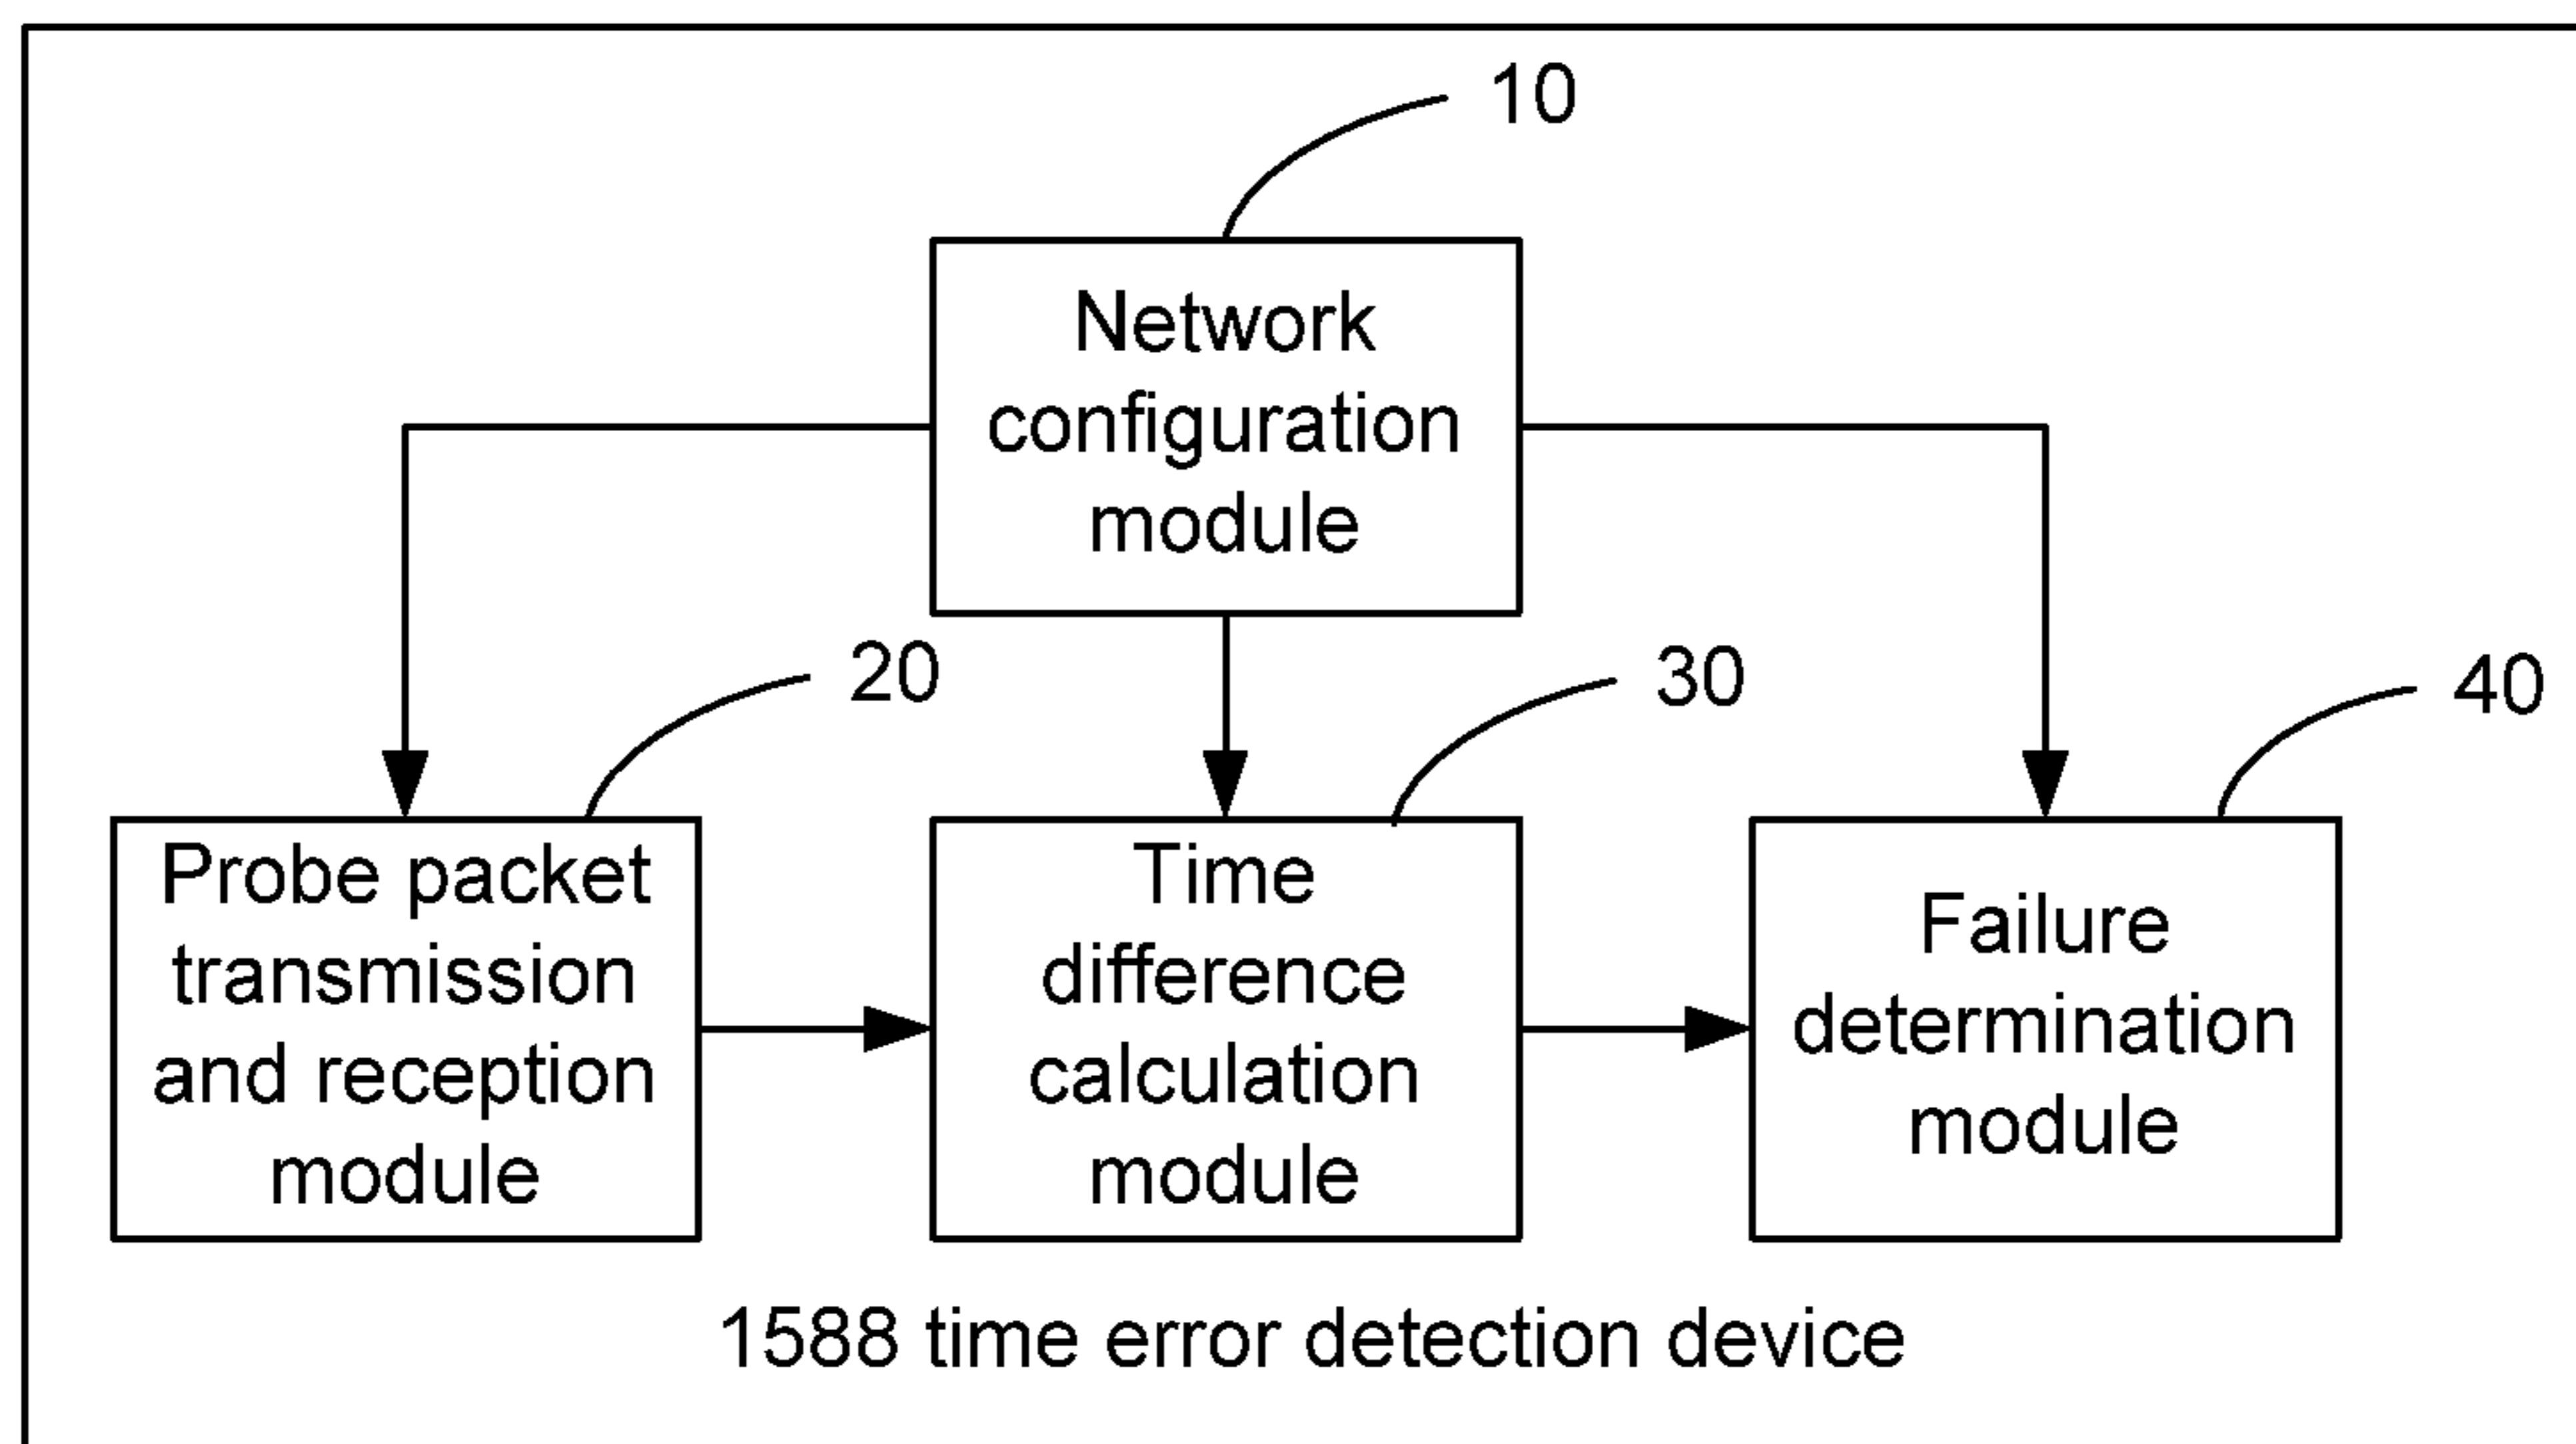 10
Network
configuration
module
20
30
40
Probe packet
transmission
and reception
module
Time
difference
calculation
module
Failure
determination
module
1588 time error detection device